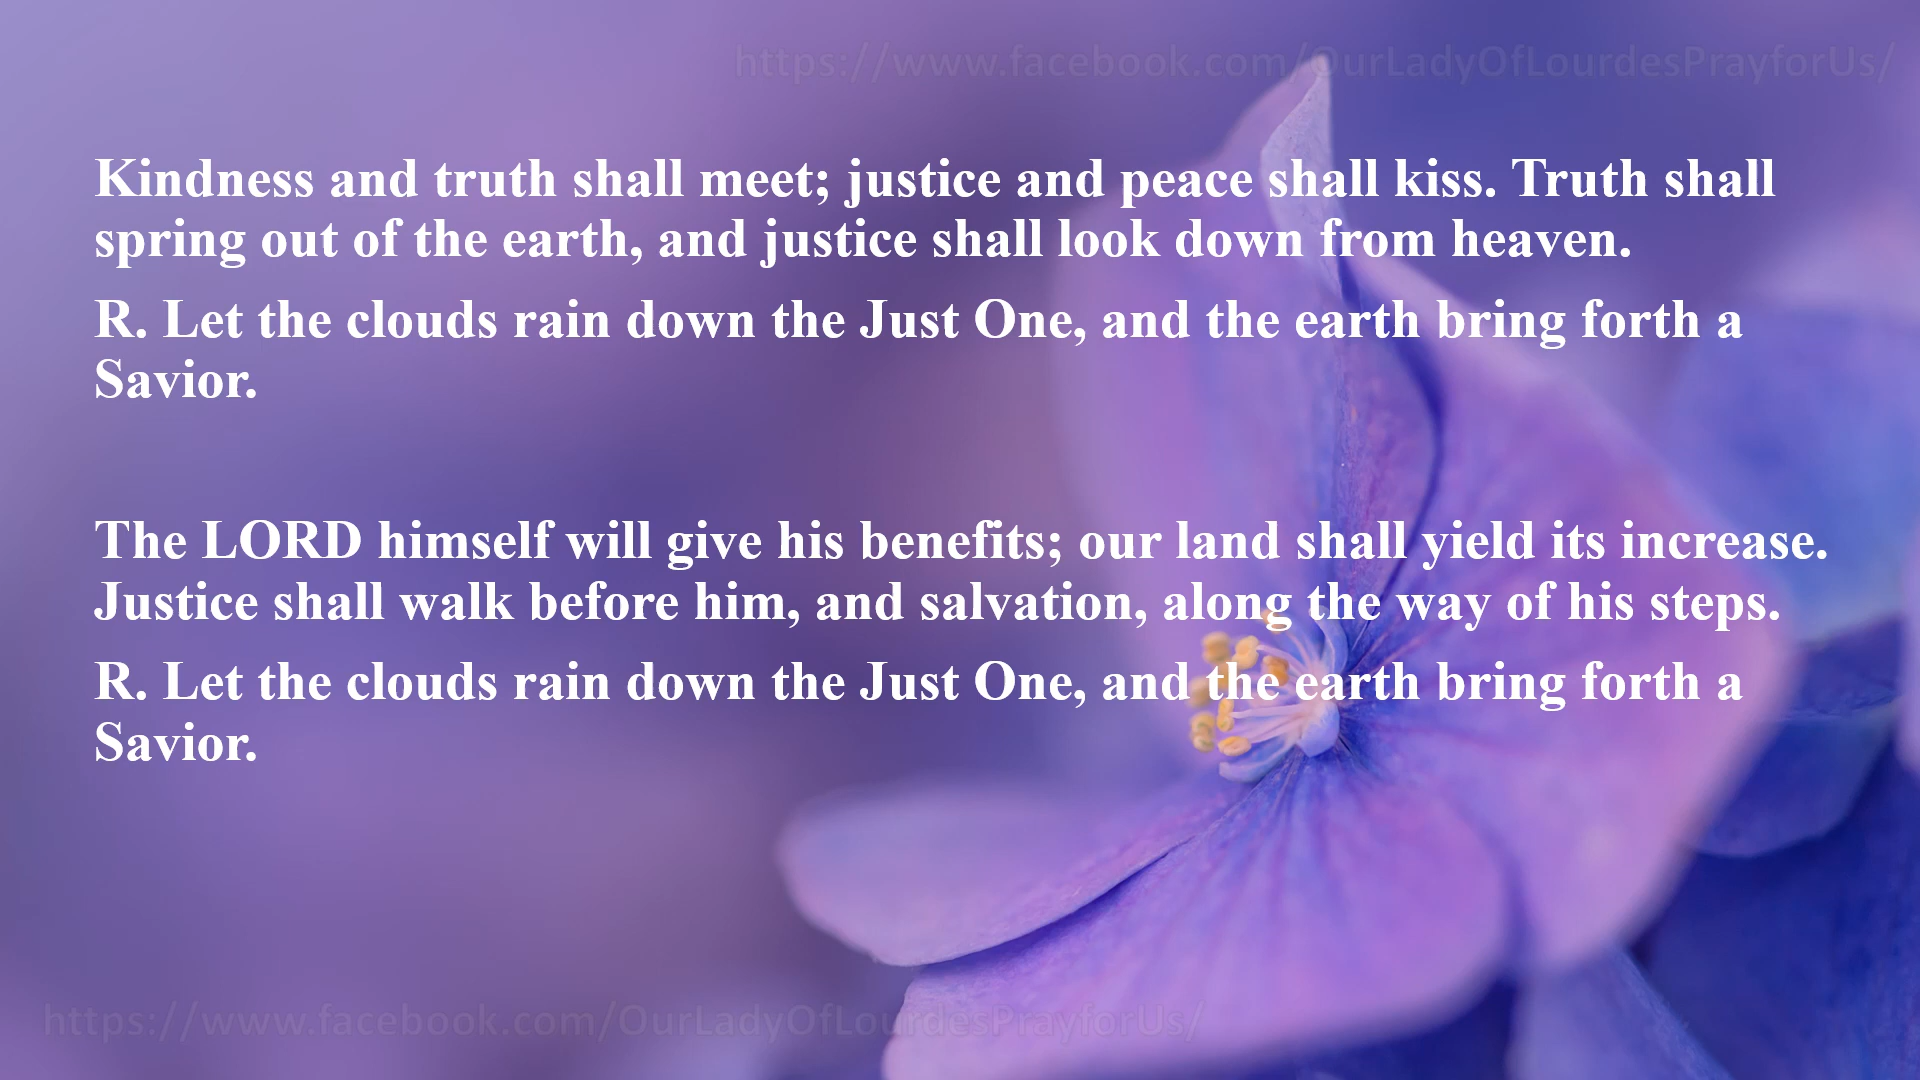 https://www.facebook.com/OurLadyOfLourdesPrayforUs/
Kindness and truth shall meet; justice and peace shall kiss. Truth shall
spring out of the earth, and justice shall look down from heaven.
R. Let the clouds rain down the Just One, and the earth bring forth a
Savior.
The LORD himself will give his benefits; our land shall yield its increase.
Justice shall walk before him, and salvation, along the way of his steps.
R. Let the clouds rain down the Just One, and the earth bring forth a
Savior.
https://www.facebook.com/OurLadyOfLourdesPrayforUs/